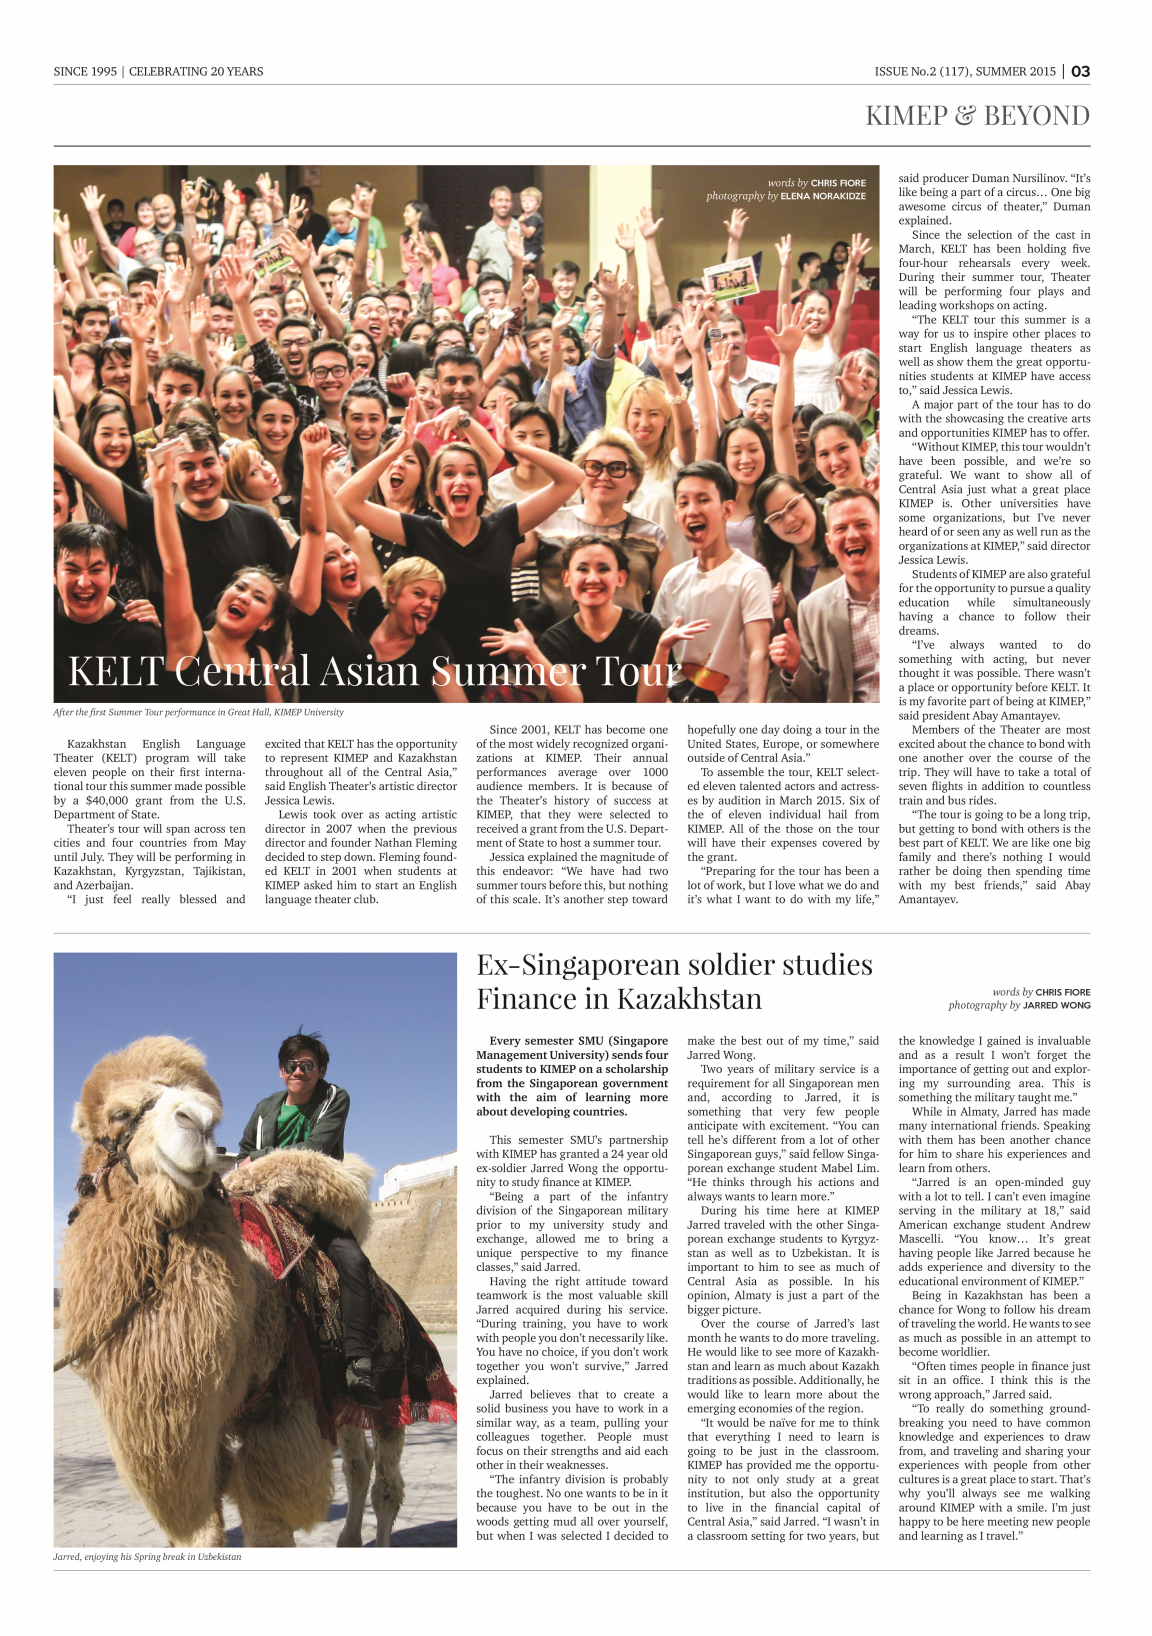 SINCE 1995 | CELEBRATING 20 YEARS
ISSUE No.2 (117), SUMMER 2015 | 03
KIMEP & BEYOND
words by CHRIS FIORE
photography by ELENA NORAKIDZE
KELT Central Asian Summer Tour
After the first Summer Tour performance in Great Hall, KIMEP University
Kazakhstan English Language
Theater (KELT) program will take
eleven people on their first interna-
tional tour this summer made possible
by a $40,000 grant from the U.S.
Department of State.
Theater's tour will span across ten
cities and four countries from May
until July. They will be performing in
Kazakhstan, Kyrgyzstan, Tajikistan,
and Azerbaijan.
“I just feel really blessed and
excited that KELT has the opportunity
to represent KIMEP and Kazakhstan
throughout all of the Central Asia,”
said English Theater's artistic director
Jessica Lewis.
Lewis took over as acting artistic
director in 2007 when the previous
director and founder Nathan Fleming
decided to step down. Fleming found-
ed KELT in 2001 when students at
KIMEP asked him to start an English
language theater club.
Since 2001, KELT has become one
of the most widely recognized organi-
zations at KIMEP. Their annual
performances average over 1000
audience members. It is because of
the Theater's history of success at
KIMEP, that they were selected to
received a grant from the U.S. Depart-
ment of State to host a summer tour.
Jessica explained the magnitude of
this endeavor: “We have had two
summer tours before this, but nothing
of this scale. It's another step toward
hopefully one day doing a tour in the
United States, Europe, or somewhere
outside of Central Asia.”
To assemble the tour, KELT select-
ed eleven talented actors and actress-
es by audition in March 2015. Six of
the of eleven individual hail from
KIMEP. All of the those on the tour
will have their expenses covered by
the grant.
“Preparing for the tour has been a
lot of work, but I love what we do and
it's what I want to do with my life,”
said producer Duman Nursilinov. “It's
like being a part of a circus… One big
awesome circus of theater,” Duman
explained.
Since the selection of the cast in
March, KELT has been holding five
four-hour rehearsals every week.
During their summer tour, Theater
will be performing four plays and
leading workshops on acting.
“The KELT tour this summer is a
way for us to inspire other places to
start English language theaters as
well as show them the great opportu-
nities students at KIMEP have access
to,” said Jessica Lewis.
A major part of the tour has to do
with the showcasing the creative arts
and opportunities KIMEP has to offer.
“Without KIMEP, this tour wouldn't
have been possible, and we're so
grateful. We want to show all of
Central Asia just what a great place
KIMEP is. Other universities have
some organizations, but I've never
heard of or seen any as well run as the
organizations at KIMEP,” said director
Jessica Lewis.
Students of KIMEP are also grateful
for the opportunity to pursue a quality
education while simultaneously
having a chance to follow their
dreams.
“I've always wanted to do
something with acting, but never
thought it was possible. There wasn't
a place or opportunity before KELT. It
is my favorite part of being at KIMEP,”
said president Abay Amantayev.
Members of the Theater are most
excited about the chance to bond with
one another over the course of the
trip. They will have to take a total of
seven flights in addition to countless
train and bus rides.
“The tour is going to be a long trip,
but getting to bond with others is the
best part of KELT. We are like one big
family and there's nothing I would
rather be doing then spending time
with my best friends,” said Abay
Amantayev.
Ex-Singaporean soldier studies
Finance in Kazakhstan
words by CHRIS FIORE
photography by JARRED WONG
Every semester SMU (Singapore
Management University) sends four
students to KIMEP on a scholarship
from the Singaporean government
with the aim of learning more
about developing countries.
This semester SMU's partnership
with KIMEP has granted a 24 year old
ex-soldier Jarred Wong the opportu-
nity to study finance at KIMEP.
“Being a part of the infantry
division of the Singaporean military
prior to my university study and
exchange, allowed me to bring a
unique perspective to my finance
classes,” said Jarred.
Having the right attitude toward
teamwork is the most valuable skill
Jarred acquired during his service.
“During training, you have to work
with people you don't necessarily like.
You have no choice, if you don't work
together you won't survive,” Jarred
explained.
Jarred believes that to create a
solid business you have to work in a
similar way, as a team, pulling your
colleagues together. People must
focus on their strengths and aid each
other in their weaknesses.
“The infantry division is probably
the toughest. No one wants to be in it
because you have to be out in the
woods getting mud all over yourself,
but when I was selected I decided to
make the best out of my time,” said
Jarred Wong.
Two years of military service is a
requirement for all Singaporean men
and, according to Jarred, it is
something that very few people
anticipate with excitement. “You can
tell he's different from a lot of other
Singaporean guys,” said fellow Singa-
porean exchange student Mabel Lim.
“He thinks through his actions and
always wants to learn more.”
During his time here at KIMEP
Jarred traveled with the other Singa-
porean exchange students to Kyrgyz-
stan as well as to Uzbekistan. It is
important to him to see as much of
Central Asia as possible. In his
opinion, Almaty is just a part of the
bigger picture.
Over the course of Jarred's last
month he wants to do more traveling.
He would like to see more of Kazakh-
stan and learn as much about Kazakh
traditions as possible. Additionally, he
would like to learn more about the
emerging economies of the region.
“It would be naïve for me to think
that everything I need to learn is
going to be just in the classroom.
KIMEP has provided me the opportu-
nity to not only study at a great
institution, but also the opportunity
to live in the financial capital of
Central Asia,” said Jarred. “I wasn't in
a classroom setting for two years, but
the knowledge I gained is invaluable
and as a result I won't forget the
importance of getting out and explor-
ing my surrounding area. This is
something the military taught me.”
While in Almaty, Jarred has made
many international friends. Speaking
with them has been another chance
for him to share his experiences and
learn from others.
“Jarred is an open-minded guy
with a lot to tell. I can't even imagine
serving in the military at 18,” said
American exchange student Andrew
Mascelli. “You know… It's great
having people like Jarred because he
adds experience and diversity to the
educational environment of KIMEP.”
Being in Kazakhstan has been a
chance for Wong to follow his dream
of traveling the world. He wants to see
as much as possible in an attempt to
become worldlier.
“Often times people in finance just
sit in an office. I think this is the
wrong approach,” Jarred said.
“To really do something ground-
breaking you need to have common
knowledge and experiences to draw
from, and traveling and sharing your
experiences with people from other
cultures is a great place to start. That's
why you'll always see me walking
around KIMEP with a smile. I'm just
happy to be here meeting new people
and learning as I travel.”
Jarred, enjoying his Spring break in Uzbekistan